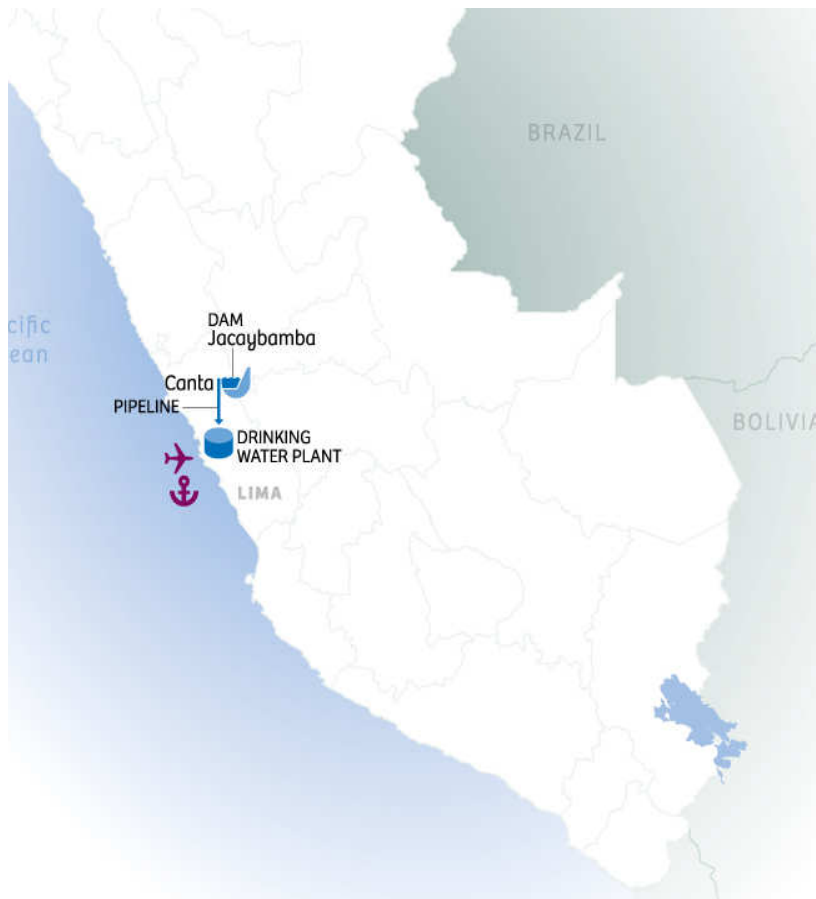 BRAZIL
cific
ean
DAM
Jacaybamba
Canta
PIPELINE
BOLIVIA
DRINKING
WATER PLANT
LIMA